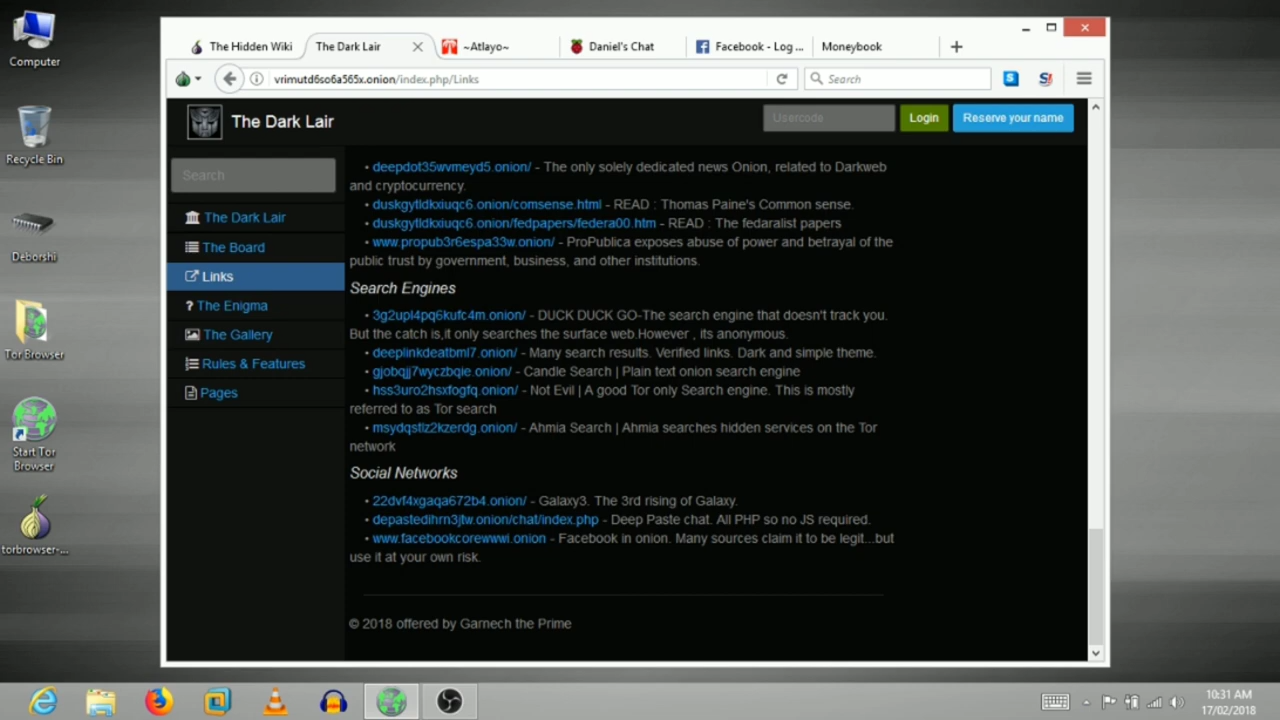 Computer
Recycle Bin
Deborshi
Tor Browser
Start Tor
Browser
torbrowser-...
The Hidden Wiki
The Dark Lair
~Atlayo~
Daniel's Chat
Facebook - Log ...
Moneybook
vrimutd6so6a565x.onion/index.php/Links
Search
The Dark Lair
Usercode
Login
Reserve your name
Search
The Dark Lair
The Board
Links
? The Enigma
The Gallery
Rules & Features
Pages
• deepdot35wvmeyd5.onion/ - The only solely dedicated news Onion, related to Darkweb
and cryptocurrency.
• duskgytldkxiuqc6.onion/comsense.html - READ : Thomas Paine's Common sense.
• duskgytldkxiuqc6.onion/fedpapers/federa00.htm - READ : The fedaralist papers
• www.propub3r6espa33w.onion/ - ProPublica exposes abuse of power and betrayal of the
public trust by government, business, and other institutions.
Search Engines
• 3g2upl4pq6kufc4m.onion/ - DUCK DUCK GO-The search engine that doesn't track you.
But the catch is,it only searches the surface web.However , its anonymous.
• deeplinkdeatbml7.onion/ - Many search results. Verified links. Dark and simple theme.
• gjobqjj7wyczbqie.onion/ - Candle Search | Plain text onion search engine
• hss3uro2hsxfogfq.onion/ - Not Evil | A good Tor only Search engine. This is mostly
referred to as Tor search
• msydqstlz2kzerdg.onion/ - Ahmia Search | Ahmia searches hidden services on the Tor
network
Social Networks
• 22dvf4xgaqa672b4.onion/ - Galaxy3. The 3rd rising of Galaxy.
• depastedihrn3jtw.onion/chat/index.php - Deep Paste chat. All PHP so no JS required.
• www.facebookcorewwwi.onion - Facebook in onion. Many sources claim it to be legit...but
use it at your own risk.
© 2018 offered by Garnech the Prime
10:31 AM
17/02/2018